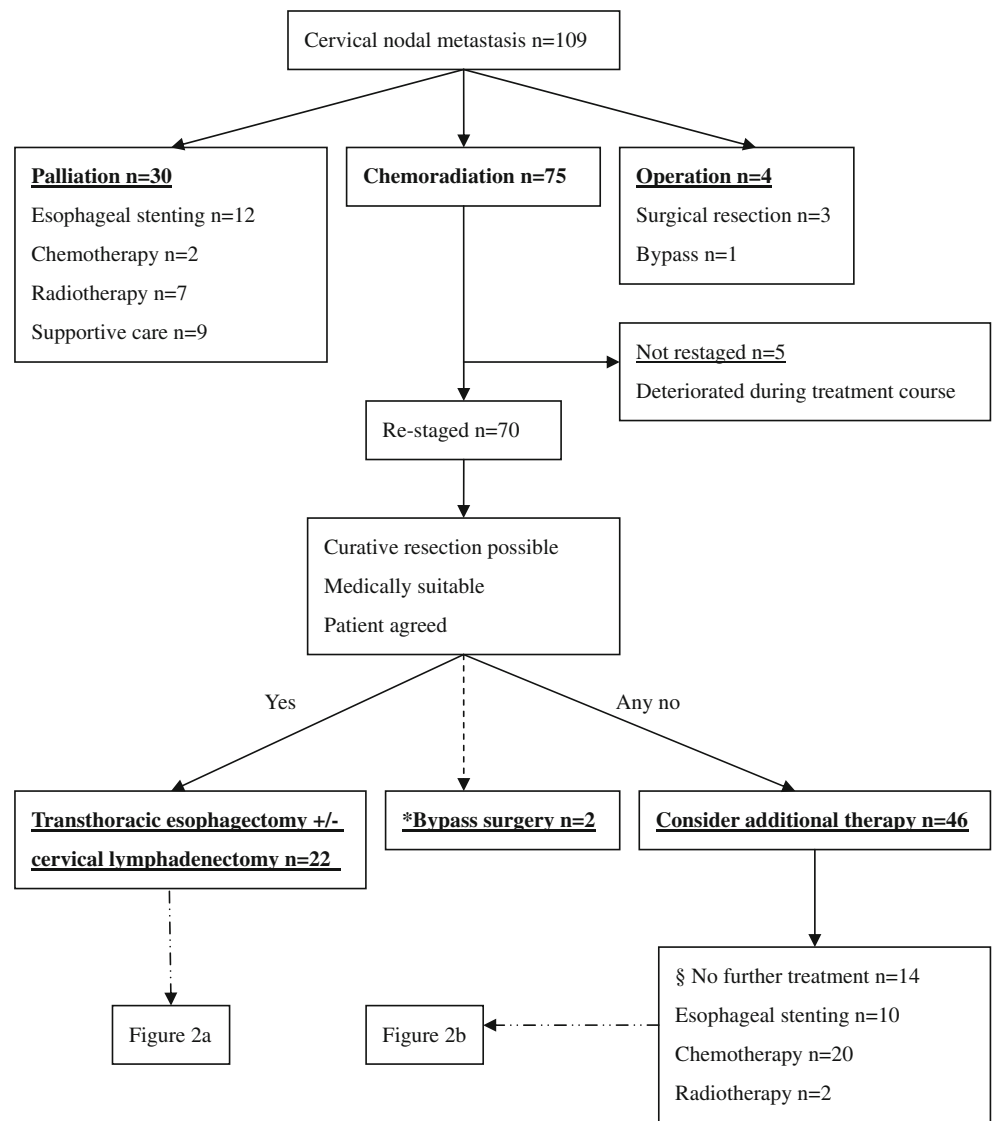 Cervical nodal metastasis n=109
Palliation n=30
Esophageal stenting n=12
Chemotherapy n=2
Radiotherapy n=7
Supportive care n=9
Chemoradiation n=75
Operation n=4
Surgical resection n=3
Bypass n=1
Not restaged n=5
Deteriorated during treatment course
Re-staged n=70
Curative resection possible
Medically suitable
Patient agreed
Yes
Any no
Transthoracic esophagectomy +/-
cervical lymphadenectomy n=22
*Bypass surgery n=2
Consider additional therapy n=46
§ No further treatment n=14
Esophageal stenting n=10
Chemotherapy n=20
Radiotherapy n=2
Figure 2a
Figure 2b